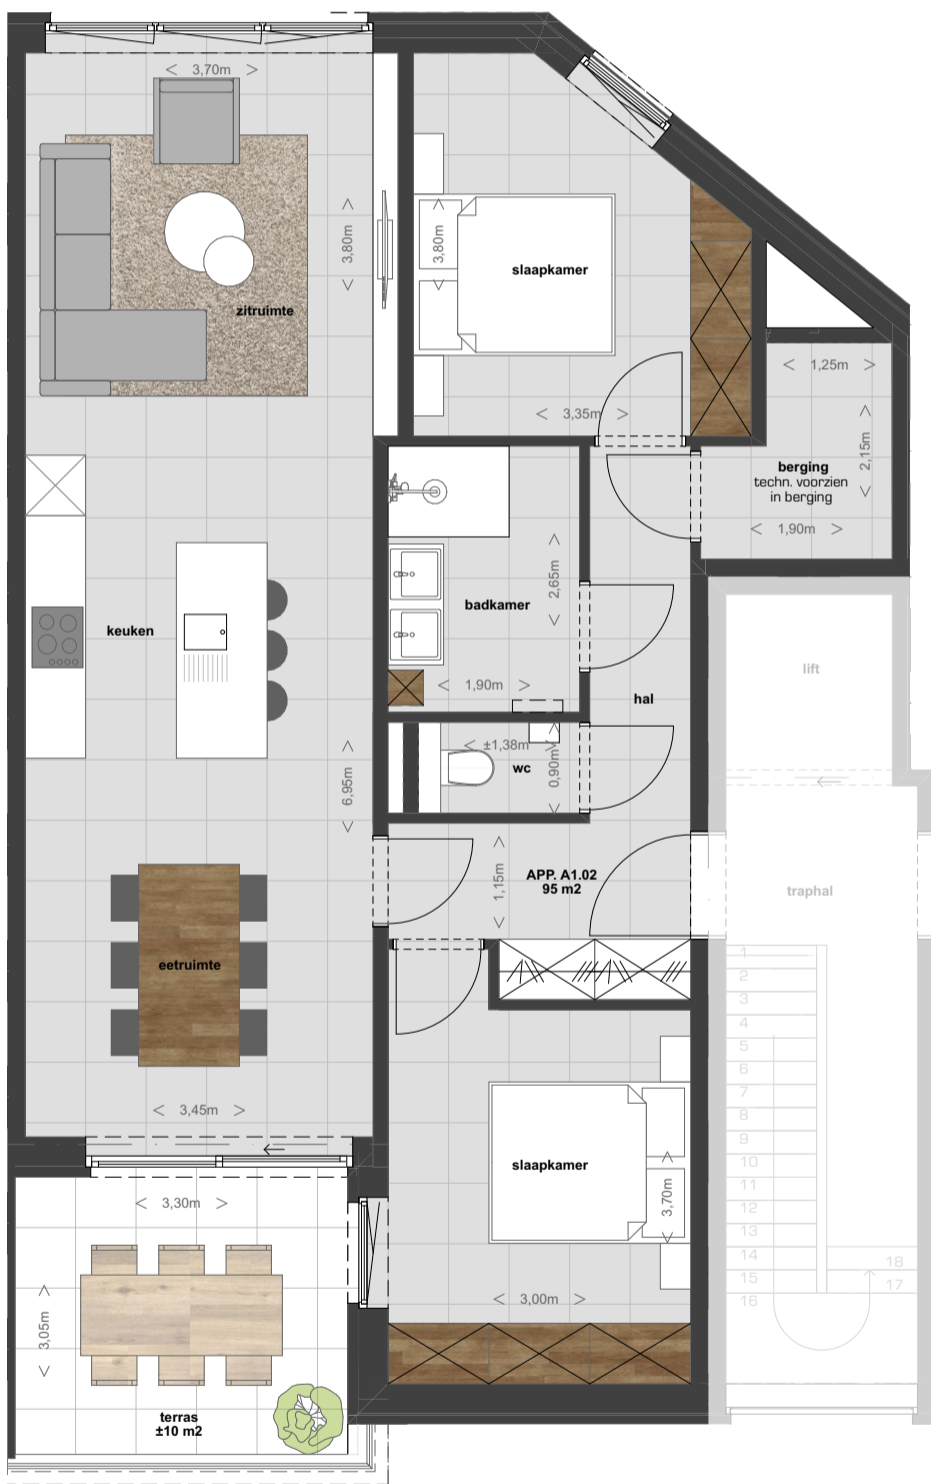 < 3,70m >
< 3,80m >
zitruimte
< 3,80m >
slaapkamer
< 3,35m >
< 1,25m >
< 2,15m >
berging
techn. voorzien
in berging
< 1,90m >
keuken
< 2,65m >
badkamer
< 1,90m >
hal
lift
< ±1,38m >
wc
< 0,90m >
< 6,95m >
< 1,15m >
APP. A1.02
95 m2
traphal
eetruimte
< 3,45m >
1
2
3
4
5
6
7
8
9
10
11
12
13
14
15
16
18
17
slaapkamer
< 3,70m >
< 3,00m >
< 3,30m >
< 3,05m >
terras
±10 m2